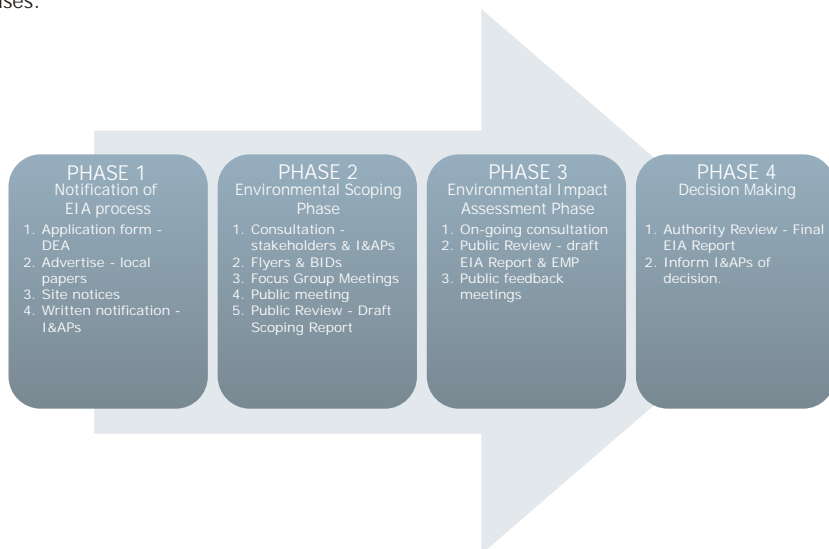 ses.
PHASE 1
Notification of
EIA process
1. Application form -
DEA
2. Advertise - local
papers
3. Site notices
4. Written notification -
I&APs
PHASE 2
Environmental Scoping
Phase
1. Consultation -
stakeholders & I&APs
2. Flyers & BIDs
3. Focus Group Meetings
4. Public meeting
5. Public Review - Draft
Scoping Report
PHASE 3
Environmental Impact
Assessment Phase
1. On-going consultation
2. Public Review - draft
EIA Report & EMP
3. Public feedback
meetings
PHASE 4
Decision Making
1. Authority Review - Final
EIA Report
2. Inform I&APs of
decision.